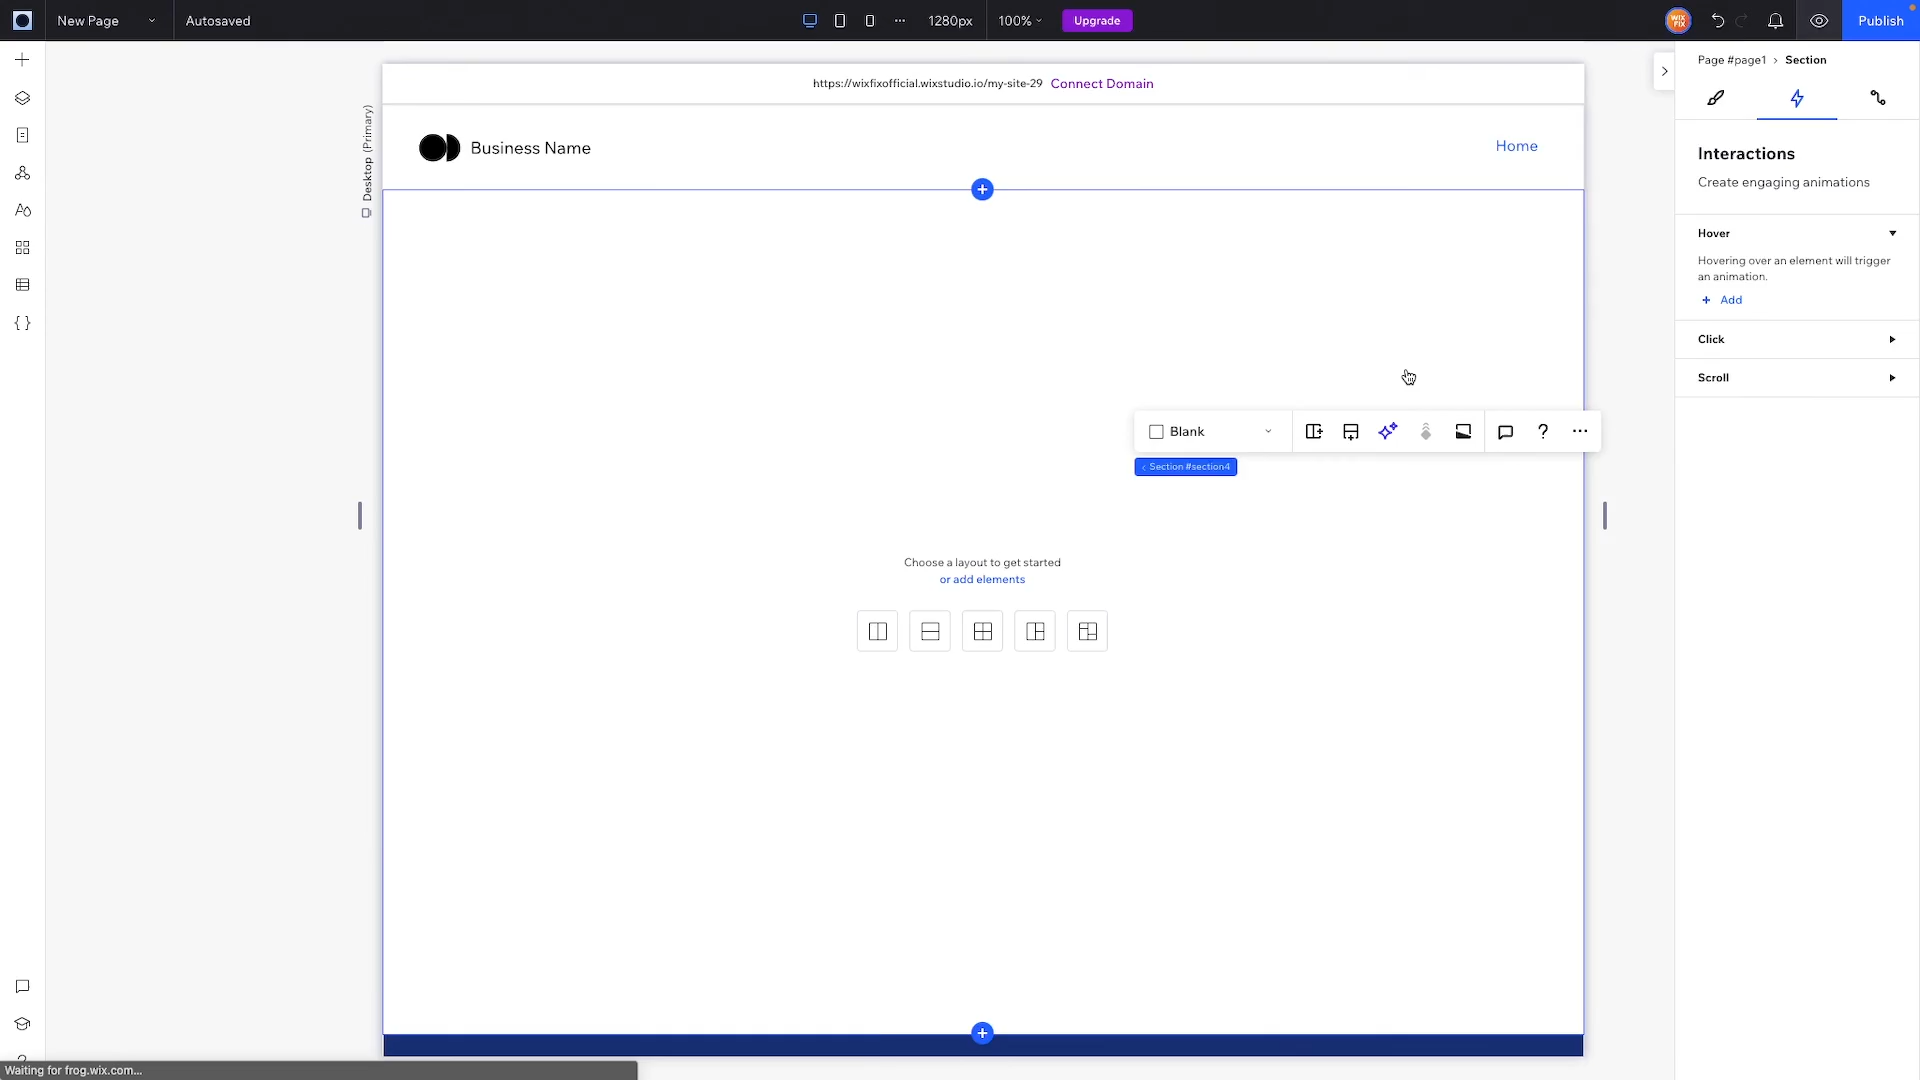 New Page
Autosaved
1280px
100%
Upgrade
WIX
FIX
Publish
https://wixfixofficial.wixstudio.io/my-site-29 Connect Domain
Desktop (Primary)
Business Name
Home
Page #page1 > Section
Interactions
Create engaging animations
Hover
Hovering over an element will trigger
an animation.
+ Add
Click
Scroll
Blank
< Section #section4
Choose a layout to get started
or add elements
Waiting for frog.wix.com...